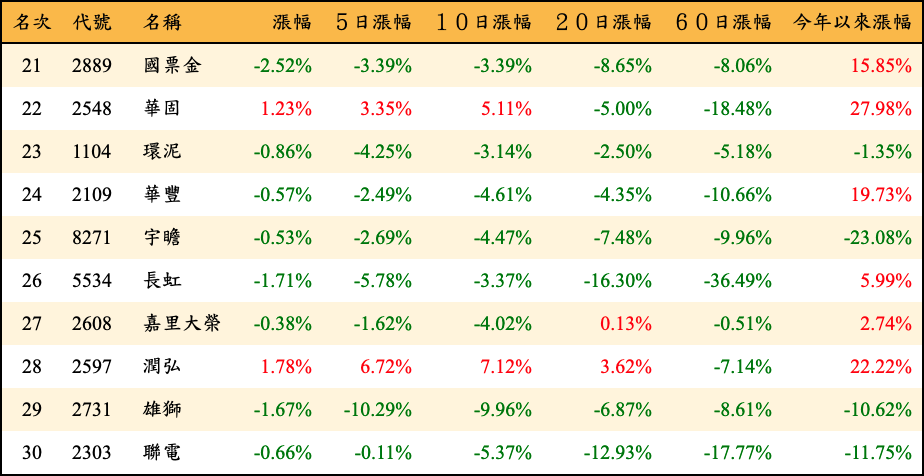 名次 代號 名稱 漲幅 5日漲幅 10日漲幅 20日漲幅 60日漲幅 今年以來漲幅
21 2889 國票金 -2.52% -3.39% -3.39% -8.65% -8.06% 15.85%
22 2548 華固 1.23% 3.35% 5.11% -5.00% -18.48% 27.98%
23 1104 環泥 -0.86% -4.25% -3.14% -2.50% -5.18% -1.35%
24 2109 華豐 -0.57% -2.49% -4.61% -4.35% -10.66% 19.73%
25 8271 宇瞻 -0.53% -2.69% -4.47% -7.48% -9.96% -23.08%
26 5534 長虹 -1.71% -5.78% -3.37% -16.30% -36.49% 5.99%
27 2608 嘉里大榮 -0.38% -1.62% -4.02% 0.13% -0.51% 2.74%
28 2597 潤弘 1.78% 6.72% 7.12% 3.62% -7.14% 22.22%
29 2731 雄獅 -1.67% -10.29% -9.96% -6.87% -8.61% -10.62%
30 2303 聯電 -0.66% -0.11% -5.37% -12.93% -17.77% -11.75%